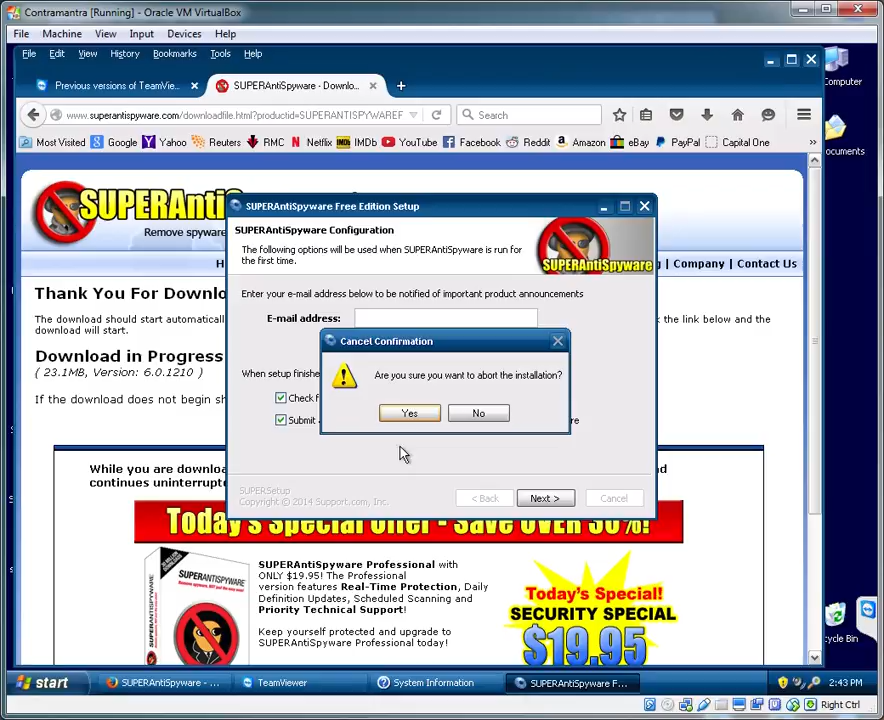 Contramantra [Running] - Oracle VM VirtualBox
File Machine View Input Devices Help
File Edit View History Bookmarks Tools Help
Previous versions of TeamVie...
SUPERAntiSpyware - Downlo...
www.superantispyware.com/downloadfile.html?productid=SUPERANTISPYWAREF
Search
Most Visited Google Yahoo Reuters RMC Netflix IMDb YouTube Facebook Reddit Amazon eBay PayPal Capital One »
Computer
ocuments
SUPERAntiS
Remove spyware
H
| Company | Contact Us
Thank You For Downlo
The download should start automatic
k the link below and the
download will start.
Download in Progress
( 23.1MB, Version: 6.0.1210 )
If the download does not begin sh
SUPERAntiSpyware Free Edition Setup
SUPERAntiSpyware Configuration
The following options will be used when SUPERAntiSpyware is run for
the first time.
SUPERAntiSpyware
Enter your e-mail address below to be notified of important product announcements
E-mail address:
When setup finishe
Check f
Submit
re
Cancel Confirmation
Are you sure you want to abort the installation?
Yes No
SUPERSetup
Copyright © 2014 Support.com, Inc.
< Back Next > Cancel
While you are downloa
continues uninterrupte
Today's Special Offer - Save OVER 30%!
SUPERANTISPYWARE
SUPERAntiSpyware Professional with
ONLY $19.95! The Professional
version features Real-Time Protection, Daily
Definition Updates, Scheduled Scanning and
Priority Technical Support!
Keep yourself protected and upgrade to
SUPERAntiSpyware Professional today!
Today's Special!
SECURITY SPECIAL
$19.95
cycle Bin
start
SUPERAntiSpyware - ...
TeamViewer
System Information
SUPERAntiSpyware F...
2:43 PM
Right Ctrl